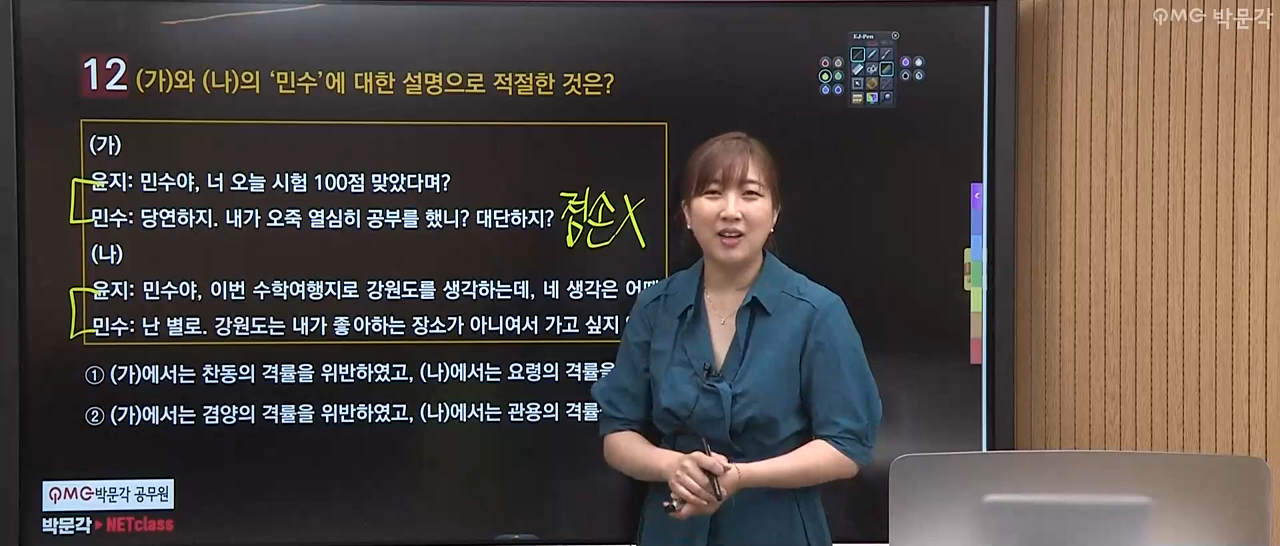 QMG 박문각
EJ-Pen
12 (가)와 (나)의 '민수'에 대한 설명으로 적절한 것은?
(가)
윤지: 민수야, 너 오늘 시험 100점 맞았다며?
민수: 당연하지. 내가 오죽 열심히 공부를 했니? 대단하지?
겸손X
(나)
윤지: 민수야, 이번 수학여행지로 강원도를 생각하는데, 네 생각은
민수: 난 별로. 강원도는 내가 좋아하는 장소가 아니여서 가고 싶지
① (가)에서는 찬동의 격률을 위반하였고, (나)에서는 요령의 격률을
② (가)에서는 겸양의 격률을 위반하였고, (나)에서는 관용의 격률
QMG박문각 공무원
박문각 NETclass